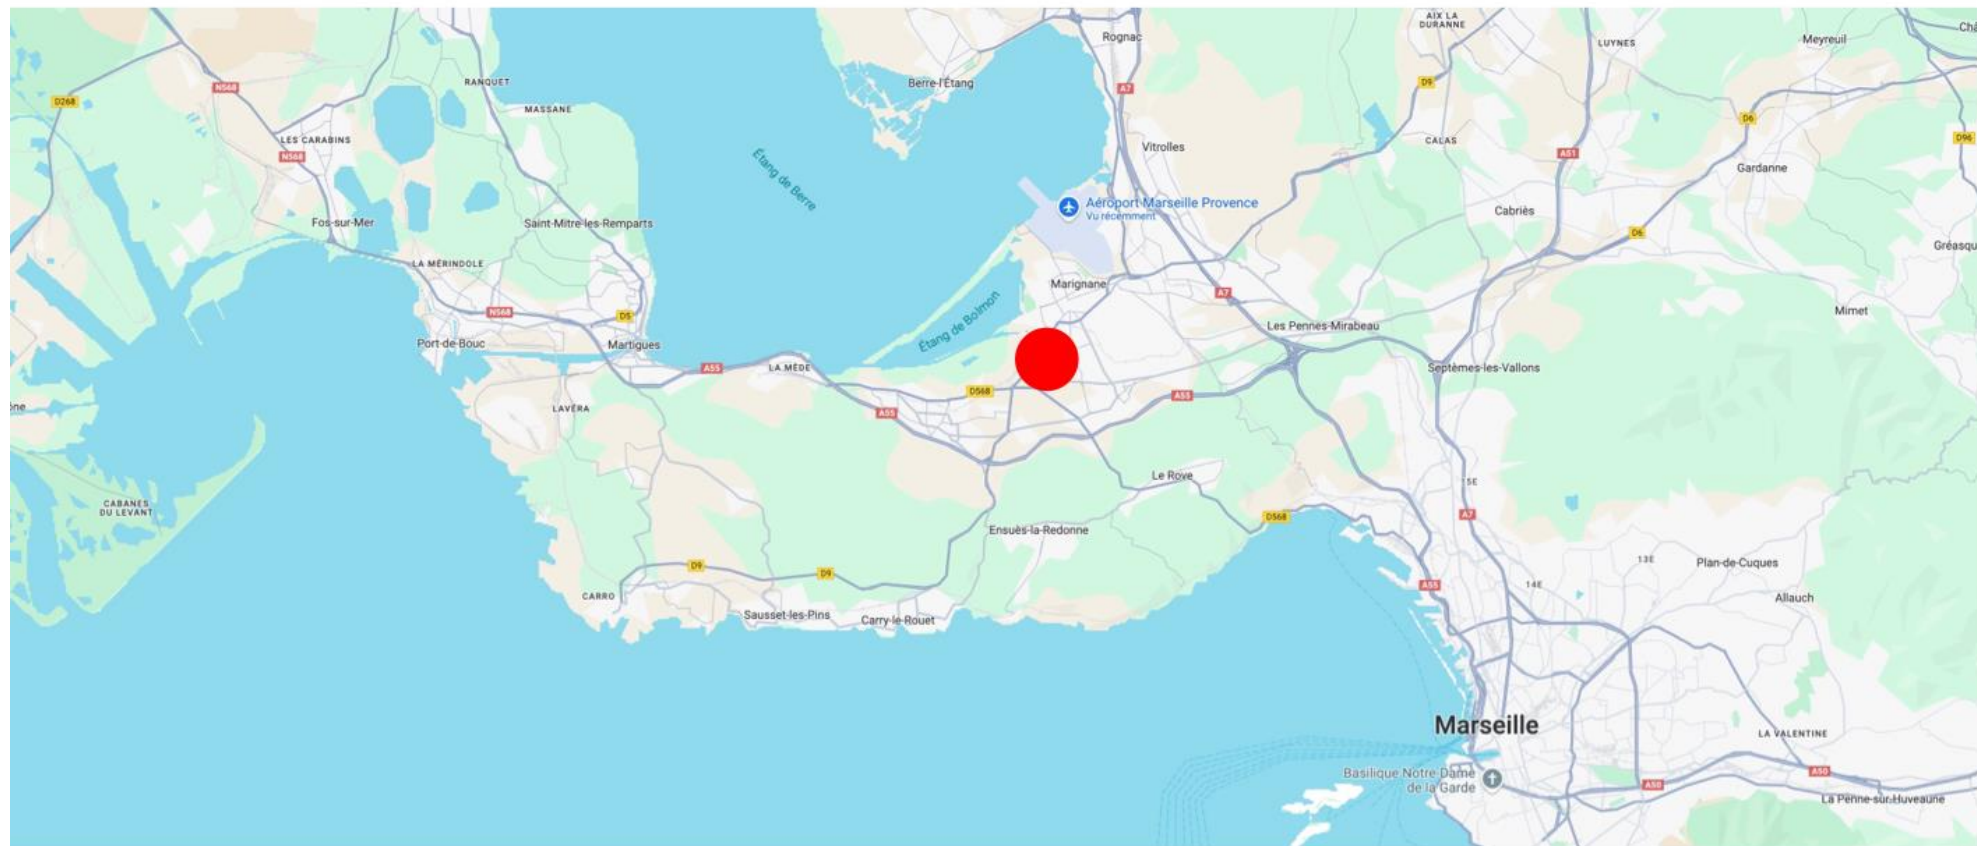 AIX LA
DURANNE
Rognac
LUYNES
Meyreuil
RANQUET
Berre-l'Étang
D9
N568
A7
D268
MASSANE
D6
LES CARABINS
CALAS
D96
N568
Vitrolles
A51
Gardanne
Étang de Berre
Aéroport Marseille Provence
Vu récemment
Cabriès
Fos-sur-Mer
Saint-Mitre-les-Remparts
D6
LA MÉRINDOLE
Marignane
A7
N568
D5
Étang de Bolmon
Mimet
Les Pennes-Mirabeau
Port-de-Bouc
Martigues
A55
LA MÈDE
Septèmes-les-Vallons
D568
A55
LAVÉRA
A55
Le Rove
15E
CABANES
DU LEVANT
A7
D568
Ensuès-la-Redonne
13E
Plan-de-Cuques
D9
D9
A55
14E
CARRO
Allauch
Sausset-les-Pins
Carry-le-Rouet
Marseille
LA VALENTINE
Basilique Notre-Dame
de la Garde
A50
A50
La Penne-sur-Huveaune